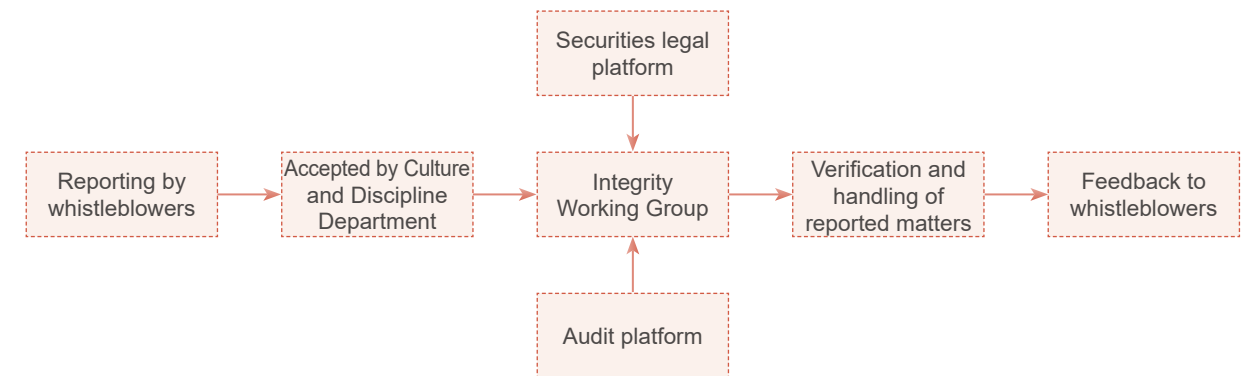 Securities legal
platform
Reporting by
whistleblowers
Accepted by Culture
and Discipline
Department
Integrity
Working Group
Verification and
handling of
reported matters
Feedback to
whistleblowers
Audit platform